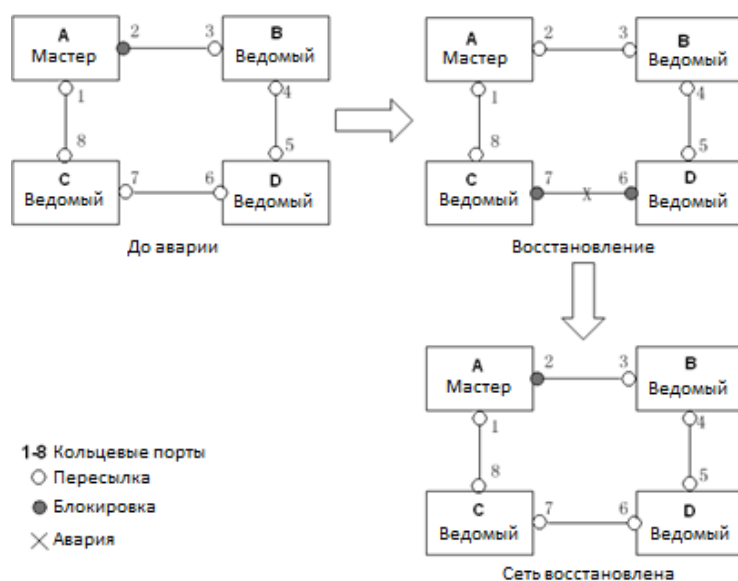 A
Мастер
2
3
B
Ведомый
1
4
8
5
C
Ведомый
7
6
D
Ведомый
До аварии
A
Мастер
2
3
B
Ведомый
1
4
8
5
C
Ведомый
7
6
X
D
Ведомый
Восстановление
A
Мастер
2
3
B
Ведомый
1
4
8
5
C
Ведомый
7
6
D
Ведомый
Сеть восстановлена
1-8 Кольцевые порты
Пересылка
Блокировка
Авария